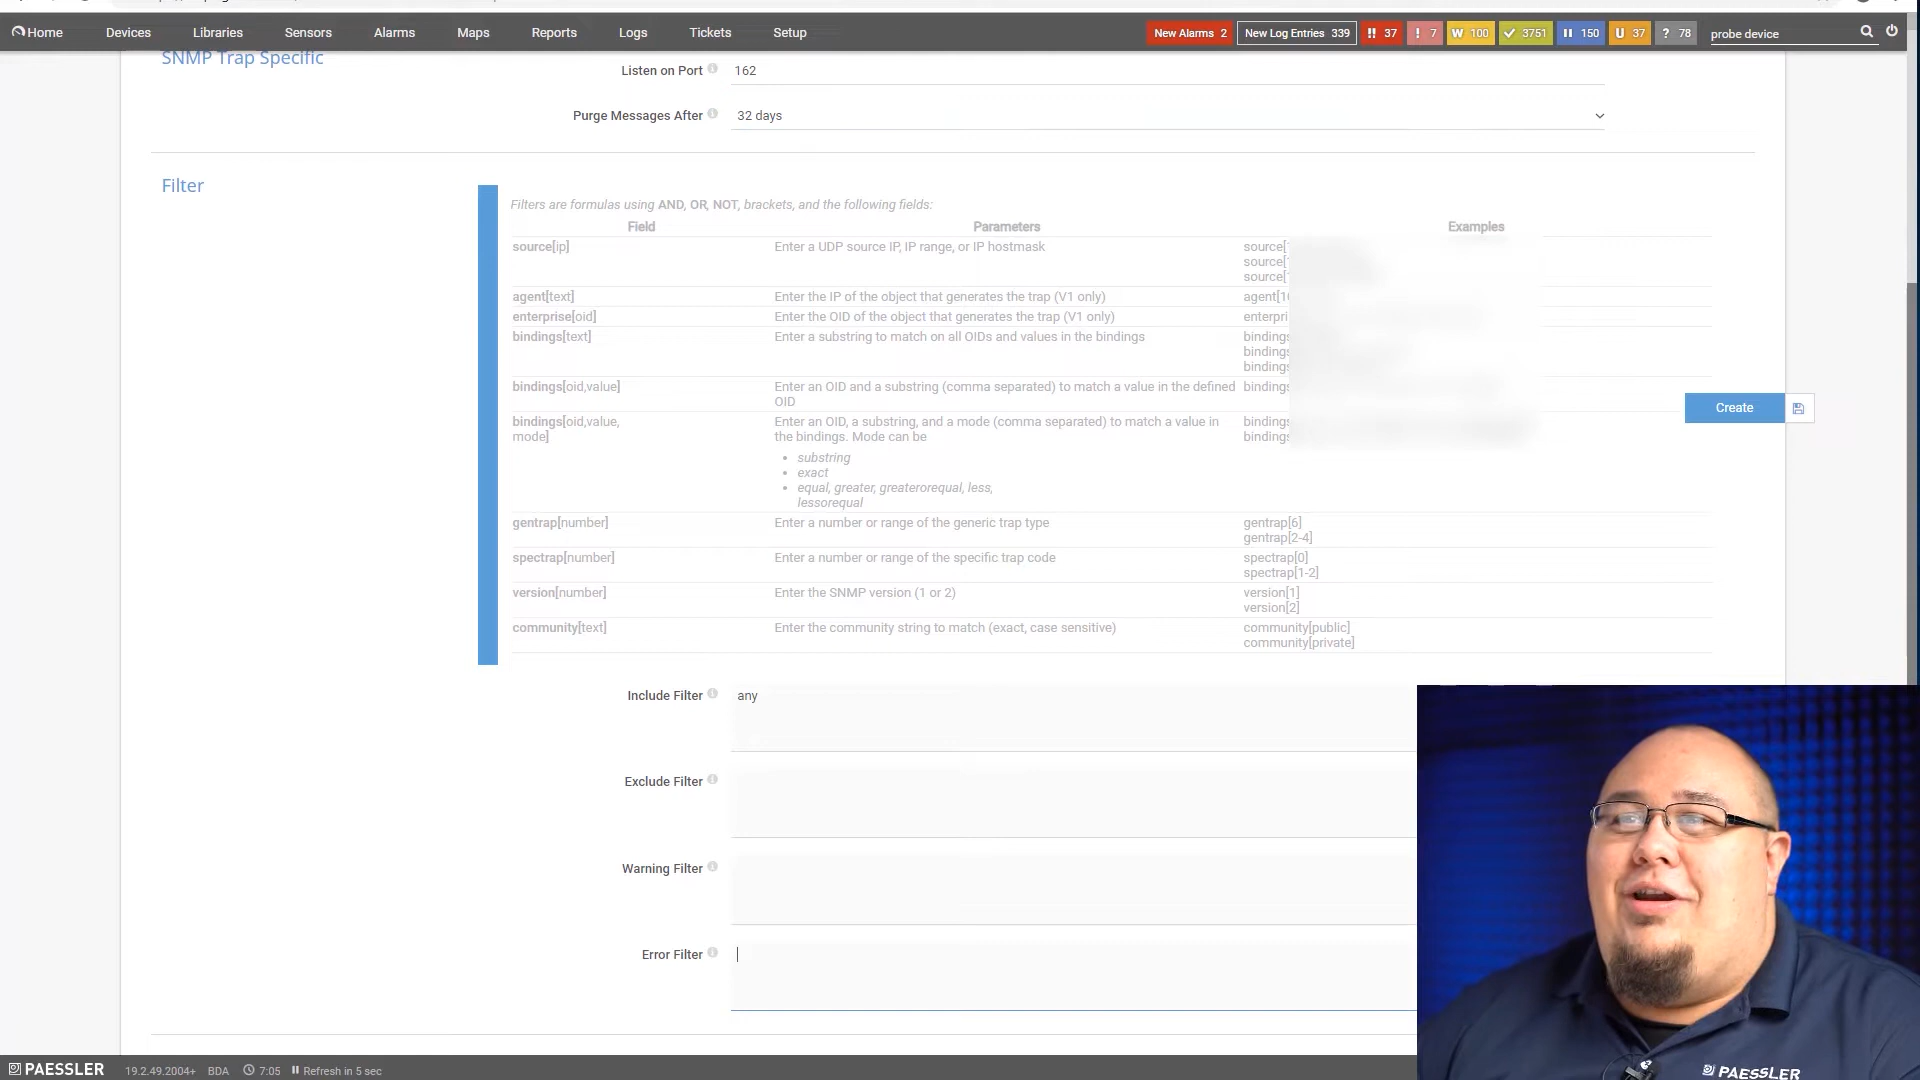 Home Devices Libraries Sensors Alarms Maps Reports Logs Tickets Setup New Alarms 2 New Log Entries 339 !! 37 ! 7 W 100 3751 150 U 37 ? 78 probe device
SNMP Trap Specific
Listen on Port 162
Purge Messages After 32 days
Filter
Filters are formulas using AND, OR, NOT, brackets, and the following fields:
Field Parameters Examples
source[ip] Enter a UDP source IP, IP range, or IP hostmask source[
source[
source[
agent[text] Enter the IP of the object that generates the trap (V1 only) agent[1
enterprise[oid] Enter the OID of the object that generates the trap (V1 only) enterpri
bindings[text] Enter a substring to match on all OIDs and values in the bindings bindings
bindings
bindings
bindings[oid,value] Enter an OID and a substring (comma separated) to match a value in the defined bindings
OID
bindings[oid,value, Enter an OID, a substring, and a mode (comma separated) to match a value in bindings
mode] the bindings. Mode can be bindings
• substring
• exact
• equal, greater, greaterorequal, less,
lessorequal
gentrap[number] Enter a number or range of the generic trap type gentrap[6]
gentrap[2-4]
spectrap[number] Enter a number or range of the specific trap code spectrap[0]
spectrap[1-2]
version[number] Enter the SNMP version (1 or 2) version[1]
version[2]
community[text] Enter the community string to match (exact, case sensitive) community[public]
community[private]
Create
Include Filter any
Exclude Filter
Warning Filter
Error Filter
PAESSLER 19.2.49.2004+ BDA 7:05 Refresh in 5 sec
PAESSLER